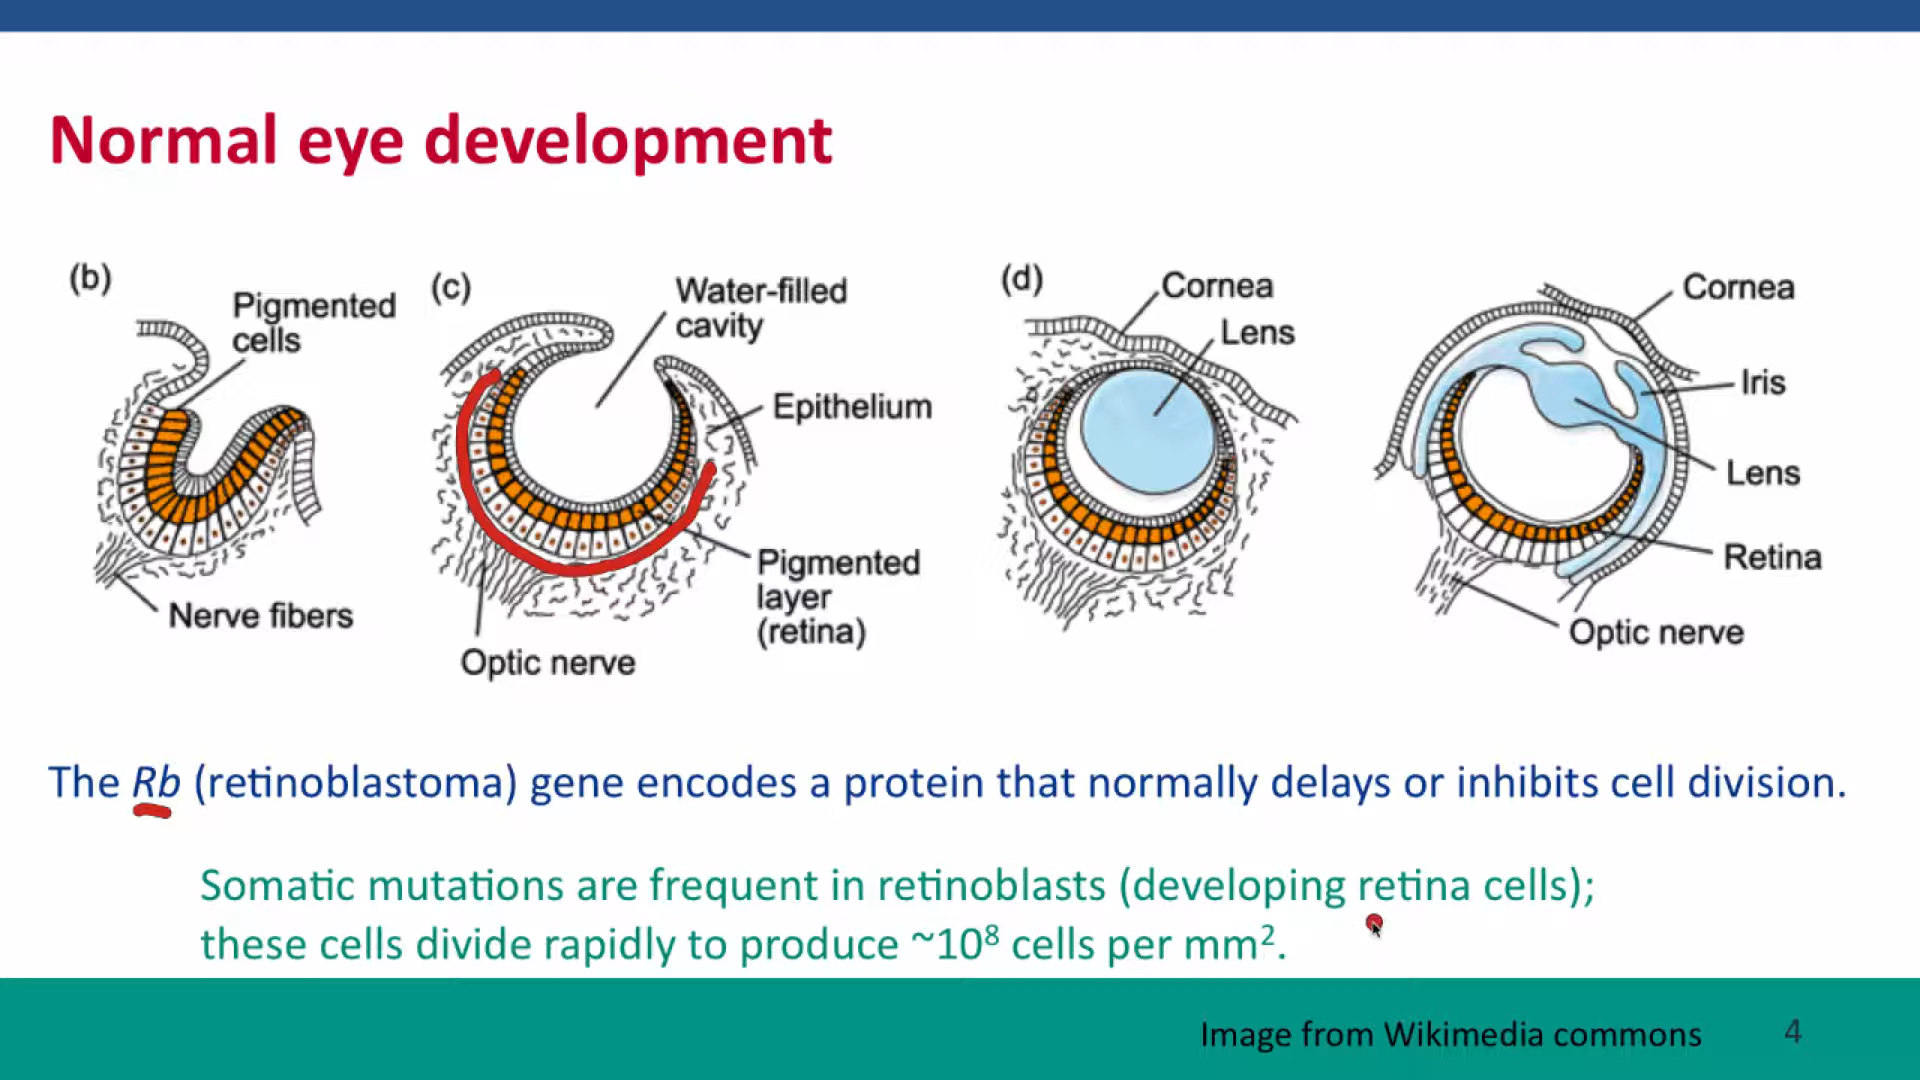 Normal eye development
(b)
Pigmented
cells
Nerve fibers
(c)
Water-filled
cavity
Epithelium
Pigmented
layer
(retina)
Optic nerve
(d)
Cornea
Lens
Cornea
Iris
Lens
Retina
Optic nerve
The Rb (retinoblastoma) gene encodes a protein that normally delays or inhibits cell division.
Somatic mutations are frequent in retinoblasts (developing retina cells);
these cells divide rapidly to produce ~10⁸ cells per mm².
Image from Wikimedia commons
4